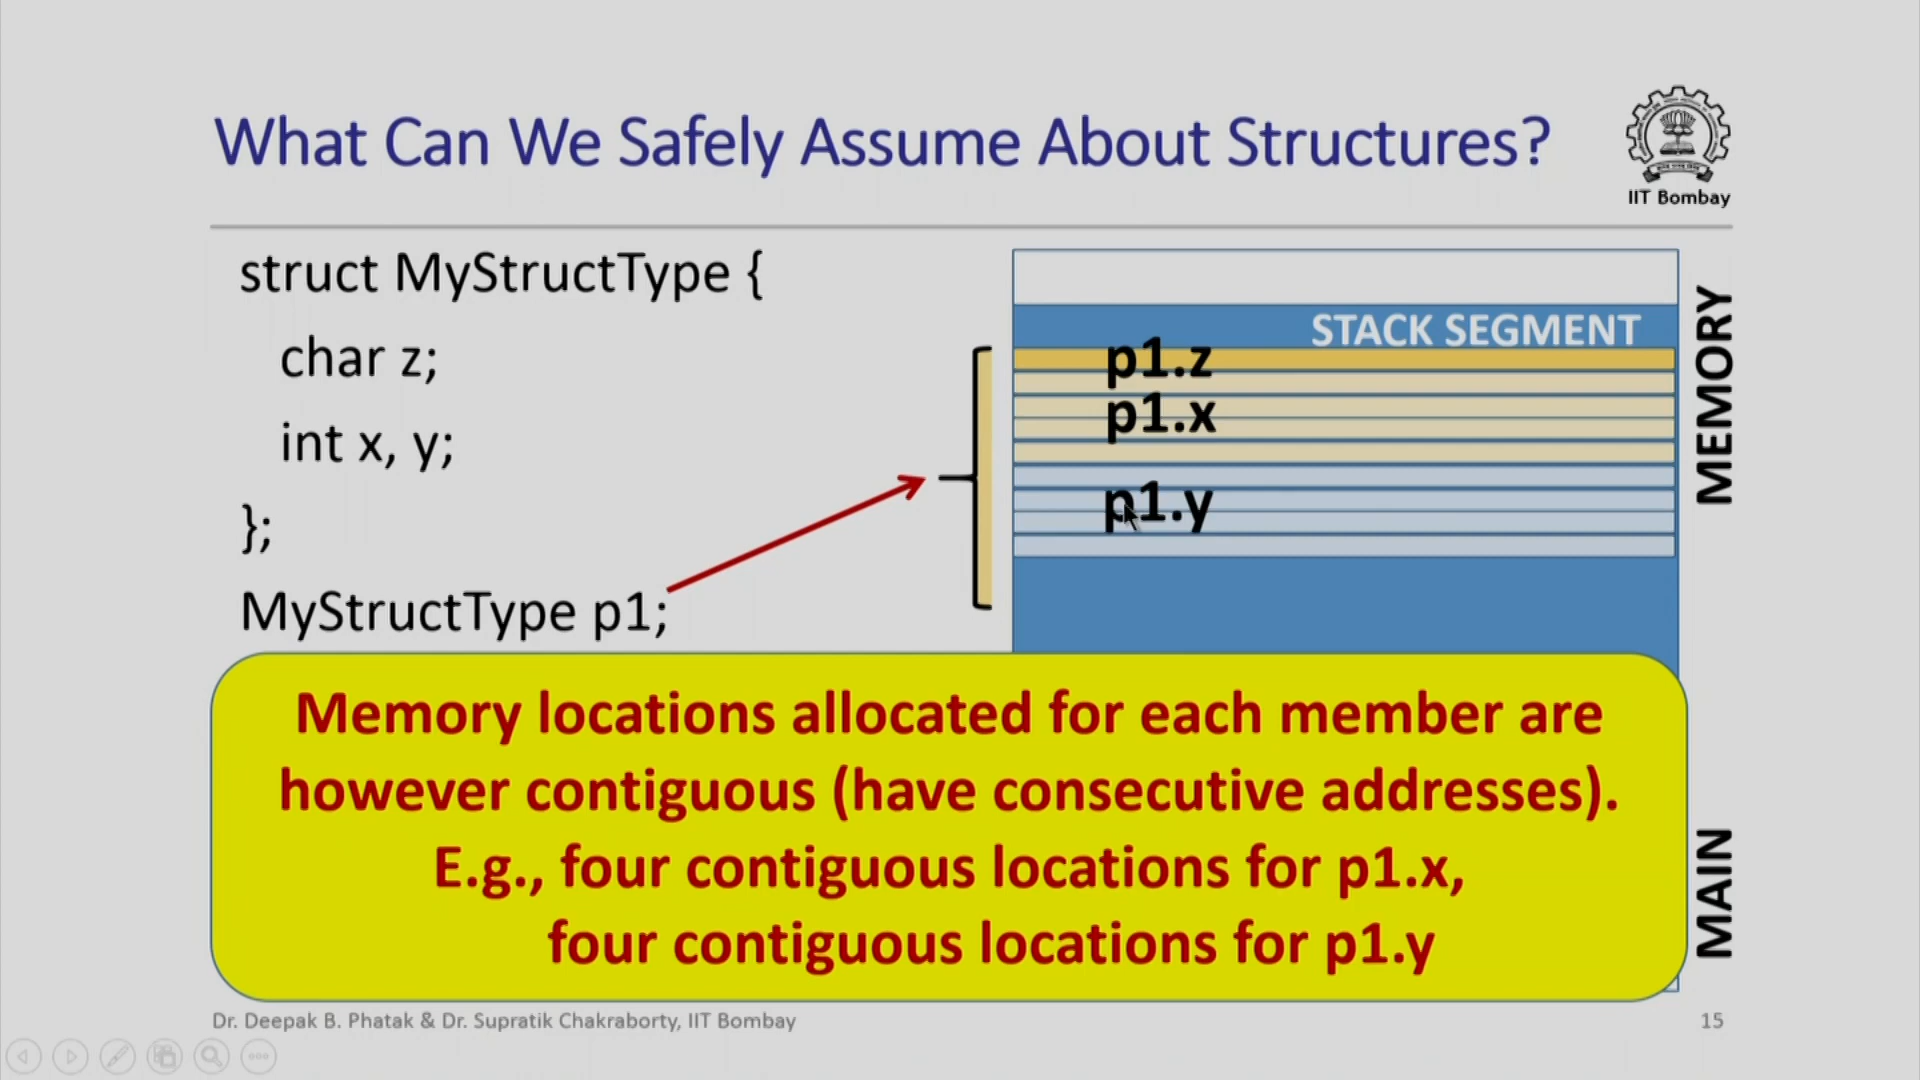 What Can We Safely Assume About Structures?
IIT Bombay
struct MyStructType {
char z;
int x, y;
};
MyStructType p1;
STACK SEGMENT
p1.z
p1.x
p1.y
MAIN MEMORY
Memory locations allocated for each member are
however contiguous (have consecutive addresses).
E.g., four contiguous locations for p1.x,
four contiguous locations for p1.y
Dr. Deepak B. Phatak & Dr. Supratik Chakraborty, IIT Bombay
15